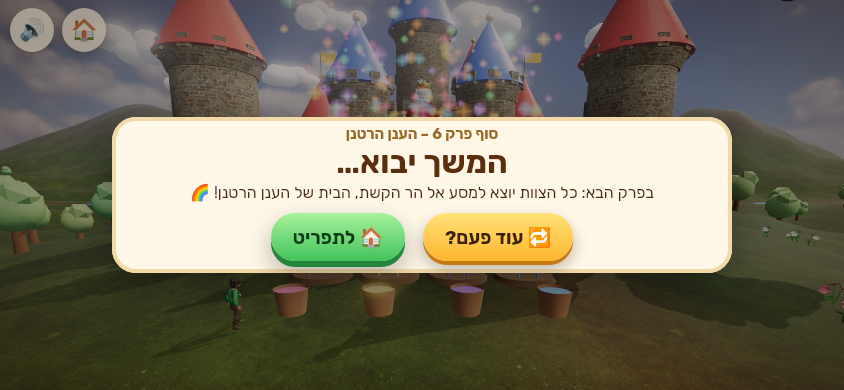 סוף פרק 6 – הענן הרטנן
המשך יבוא...
בפרק הבא: כל הצוות יוצא למסע אל הר הקשת, הבית של הענן הרטנן! 🌈
🔁 עוד פעם?
🏠 לתפריט